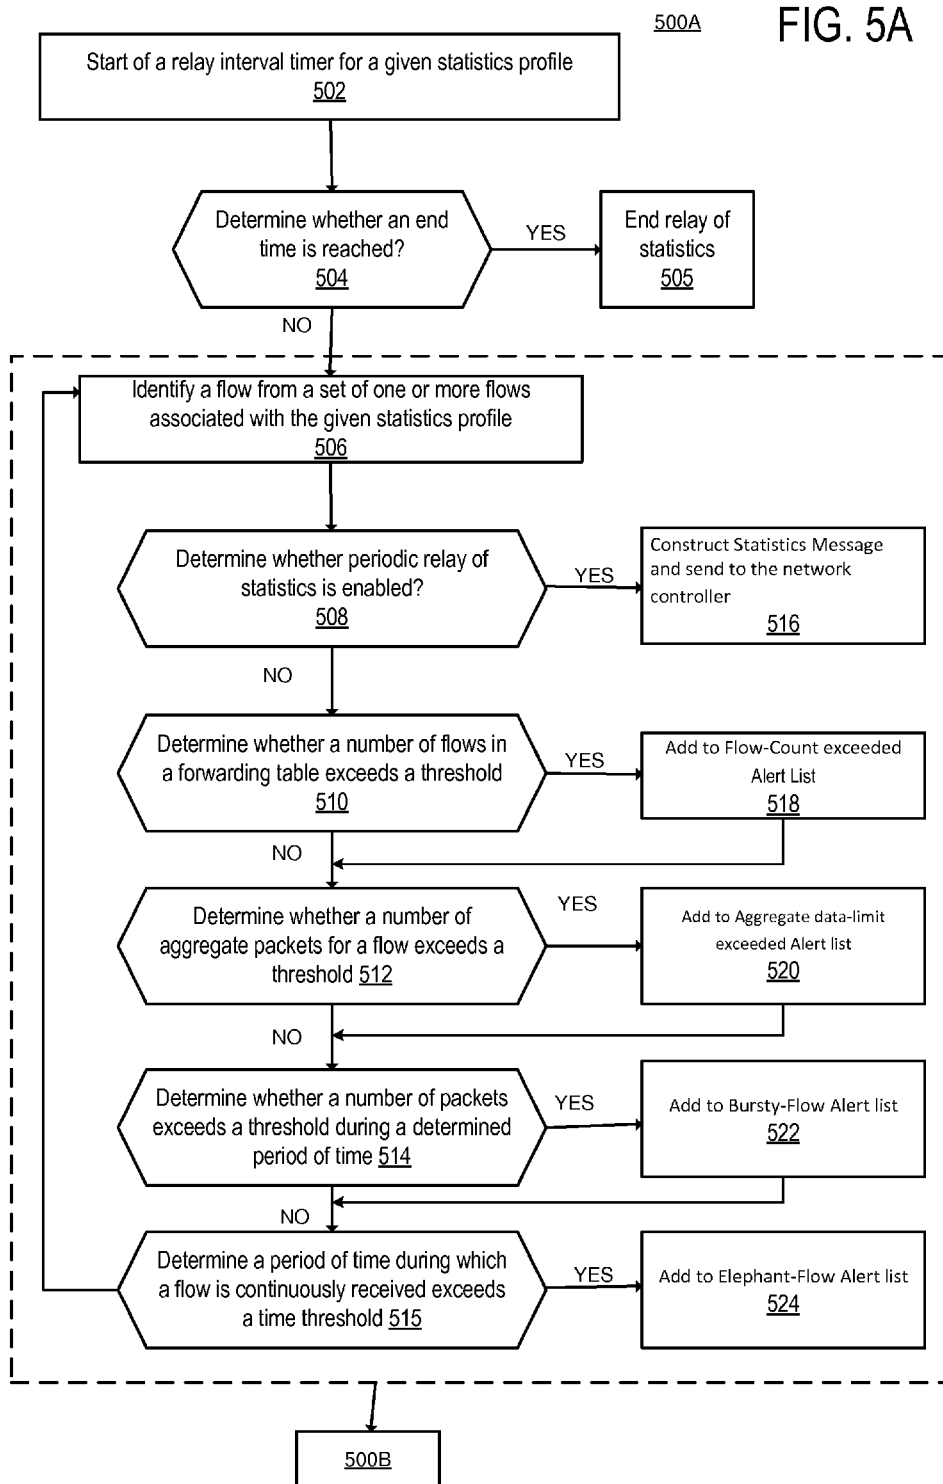 500A
FIG. 5A
Start of a relay interval timer for a given statistics profile
502
Determine whether an end
time is reached?
504
YES
End relay of
statistics
505
NO
Identify a flow from a set of one or more flows
associated with the given statistics profile
506
Determine whether periodic relay of
statistics is enabled?
508
YES
Construct Statistics Message
and send to the network
controller
516
NO
Determine whether a number of flows in
a forwarding table exceeds a threshold
510
YES
Add to Flow-Count exceeded
Alert List
518
NO
Determine whether a number of
aggregate packets for a flow exceeds a
threshold 512
YES
Add to Aggregate data-limit
exceeded Alert list
520
NO
Determine whether a number of packets
exceeds a threshold during a determined
period of time 514
YES
Add to Bursty-Flow Alert list
522
NO
Determine a period of time during which
a flow is continuously received exceeds
a time threshold 515
YES
Add to Elephant-Flow Alert list
524
500B